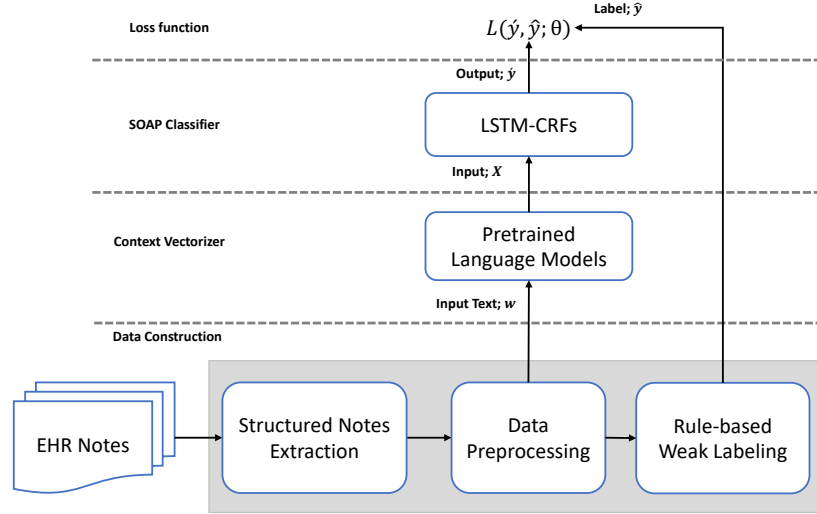 Label; ŷ
Loss function
L(ý, ŷ; θ)
Output; ý
SOAP Classifier
LSTM-CRFs
Input; X
Context Vectorizer
Pretrained
Language Models
Input Text; w
Data Construction
EHR Notes
Structured Notes
Extraction
Data
Preprocessing
Rule-based
Weak Labeling